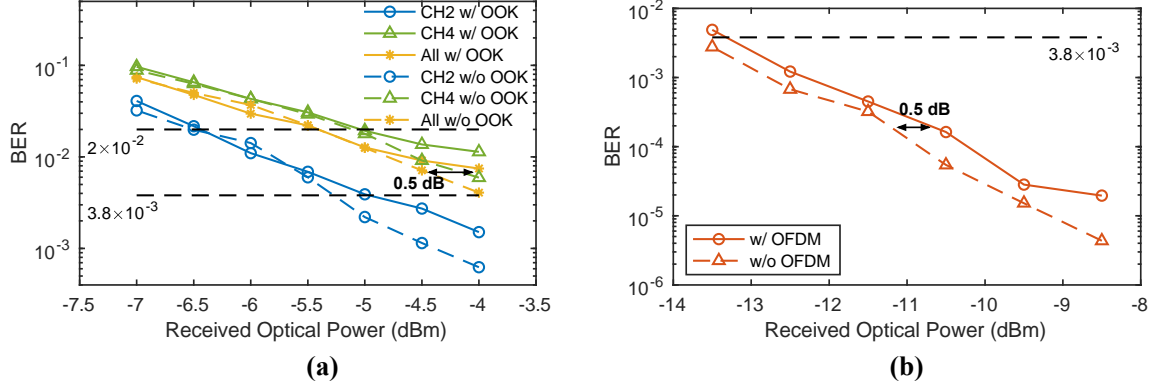 CH2 w/ OOK
CH4 w/ OOK
All w/ OOK
CH2 w/o OOK
CH4 w/o OOK
All w/o OOK
10^-1
10^-2
10^-3
BER
2×10^-2
3.8×10^-3
0.5 dB
-7.5 -7 -6.5 -6 -5.5 -5 -4.5 -4 -3.5
Received Optical Power (dBm)
(a)
10^-2
10^-3
10^-4
10^-5
10^-6
BER
3.8×10^-3
0.5 dB
w/ OFDM
w/o OFDM
-14 -13 -12 -11 -10 -9 -8
Received Optical Power (dBm)
(b)